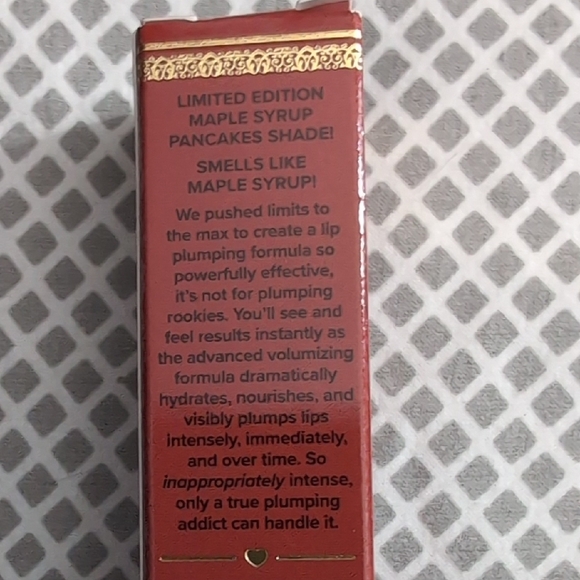 LIMITED EDITION
MAPLE SYRUP
PANCAKES SHADE!
SMELLS LIKE
MAPLE SYRUP!
We pushed limits to
the max to create a lip
plumping formula so
powerfully effective,
it's not for plumping
rookies. You'll see and
feel results instantly as
the advanced volumizing
formula dramatically
hydrates, nourishes, and
visibly plumps lips
intensely, immediately,
and over time. So
inappropriately intense,
only a true plumping
addict can handle it.